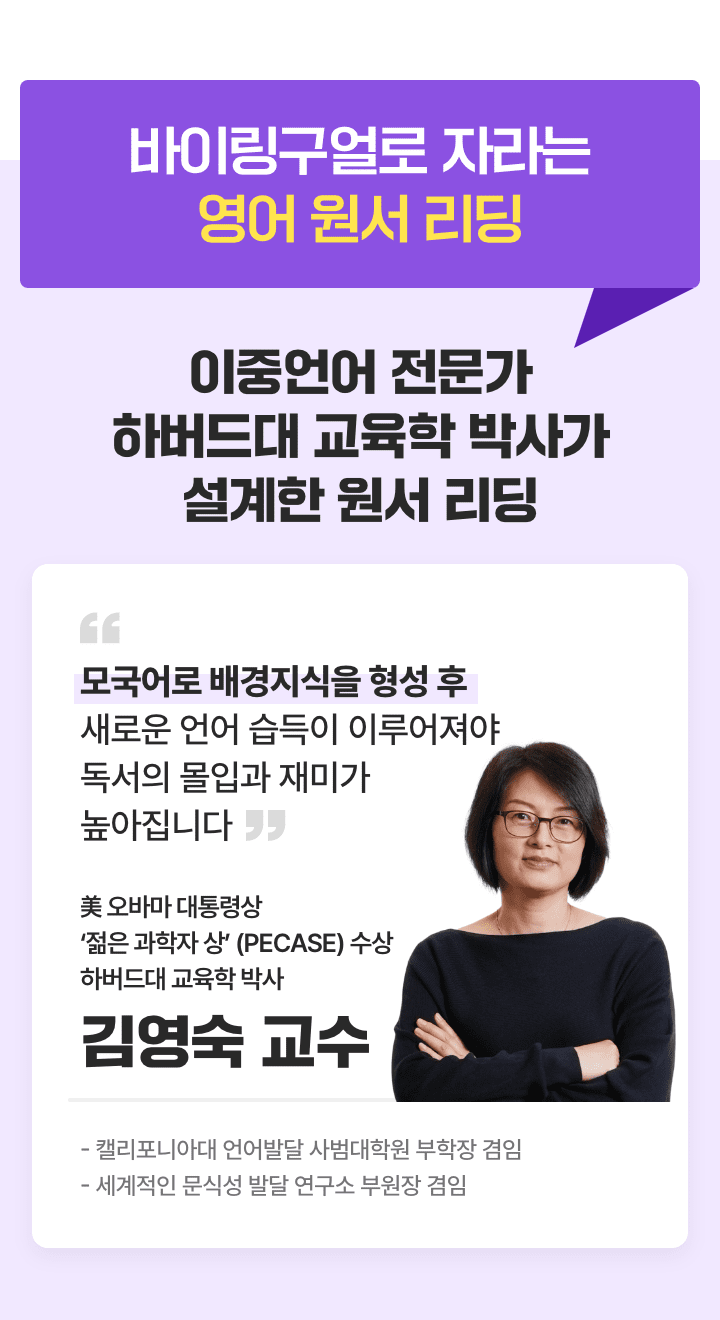 바이링구얼로 자라는
영어 원서 리딩
이중언어 전문가
하버드대 교육학 박사가
설계한 원서 리딩
“
모국어로 배경지식을 형성 후
새로운 언어 습득이 이루어져야
독서의 몰입과 재미가
높아집니다 ”
美 오바마 대통령상
‘젊은 과학자 상’ (PECASE) 수상
하버드대 교육학 박사
김영숙 교수
- 캘리포니아대 언어발달 사범대학원 부학장 겸임
- 세계적인 문식성 발달 연구소 부원장 겸임